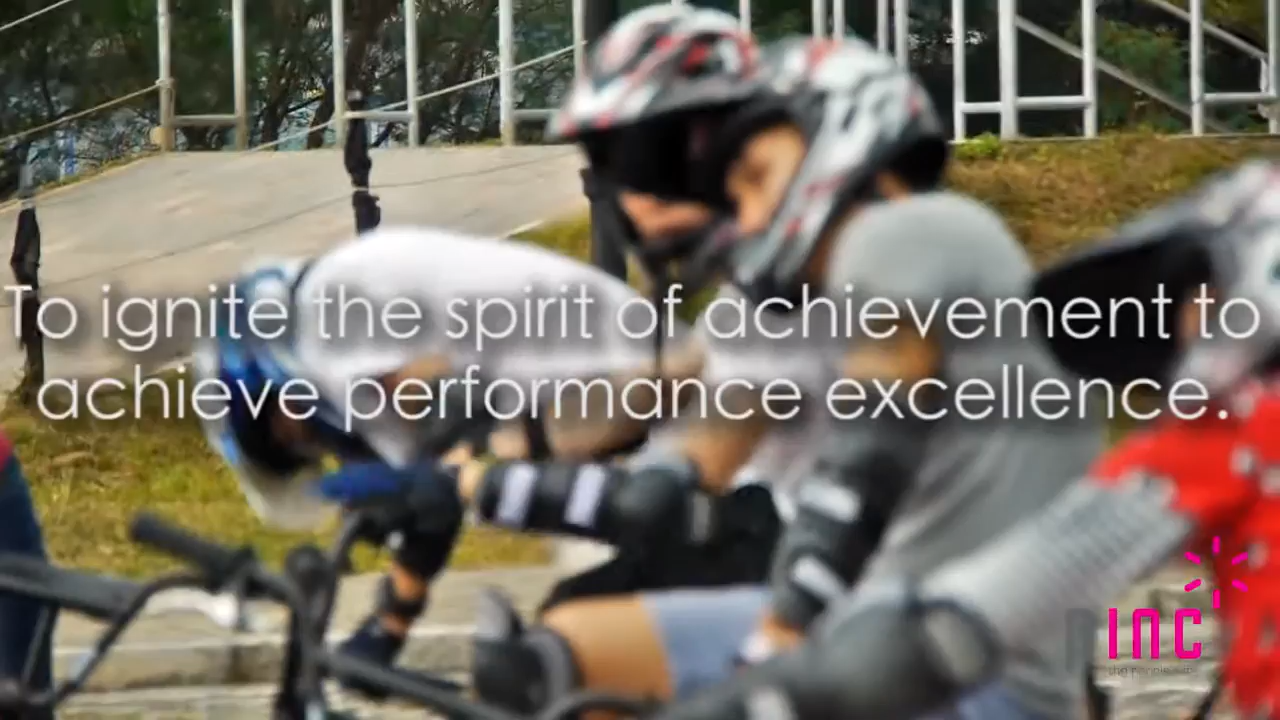 To ignite the spirit of achievement to
achieve performance excellence.
INC